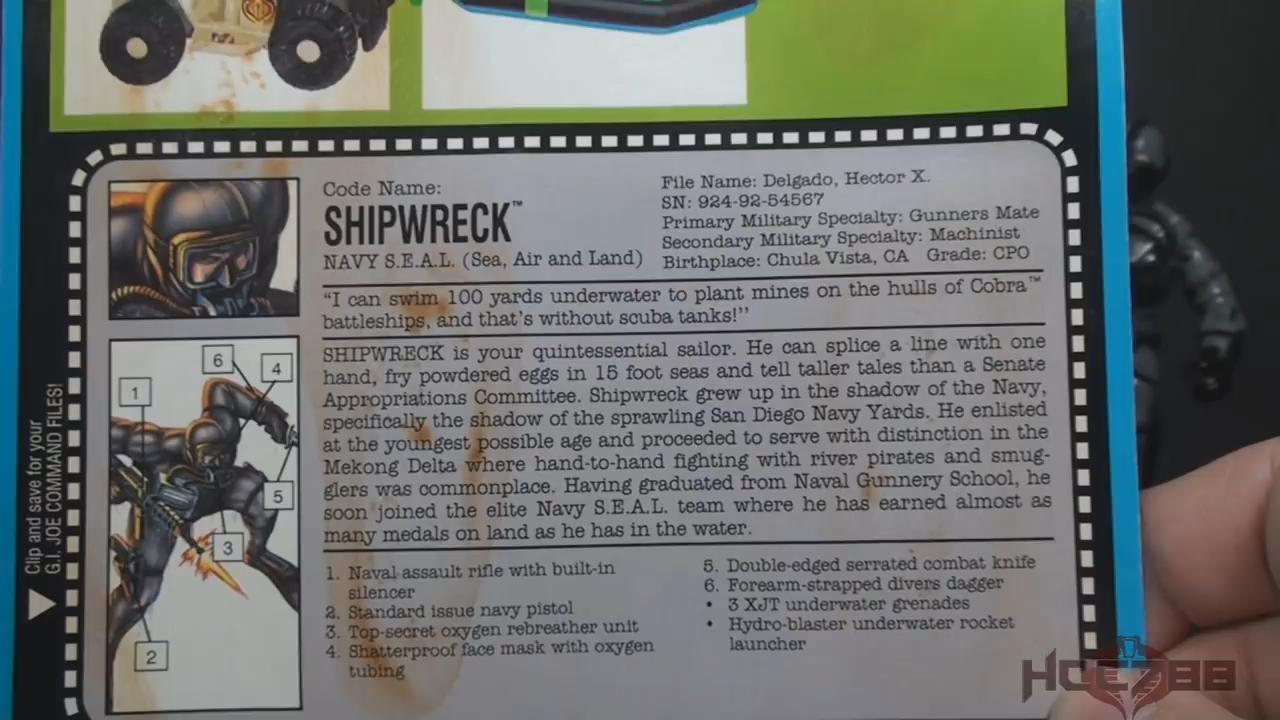 Code Name:
SHIPWRECK™
NAVY S.E.A.L. (Sea, Air and Land)
File Name: Delgado, Hector X.
SN: 924-92-54567
Primary Military Specialty: Gunners Mate
Secondary Military Specialty: Machinist
Birthplace: Chula Vista, CA Grade: CPO
"I can swim 100 yards underwater to plant mines on the hulls of Cobra™
battleships, and that's without scuba tanks!"
SHIPWRECK is your quintessential sailor. He can splice a line with one
hand, fry powdered eggs in 15 foot seas and tell taller tales than a Senate
Appropriations Committee. Shipwreck grew up in the shadow of the Navy,
specifically the shadow of the sprawling San Diego Navy Yards. He enlisted
at the youngest possible age and proceeded to serve with distinction in the
Mekong Delta where hand-to-hand fighting with river pirates and smug-
glers was commonplace. Having graduated from Naval Gunnery School, he
soon joined the elite Navy S.E.A.L. team where he has earned almost as
many medals on land as he has in the water.
1. Naval assault rifle with built-in
silencer
2. Standard issue navy pistol
3. Top-secret oxygen rebreather unit
4. Shatterproof face mask with oxygen
tubing
5. Double-edged serrated combat knife
6. Forearm-strapped divers dagger
• 3 XJT underwater grenades
• Hydro-blaster underwater rocket
launcher
6
4
1
5
3
2
Clip and save for your
G.I. JOE COMMAND FILES!
HCC788